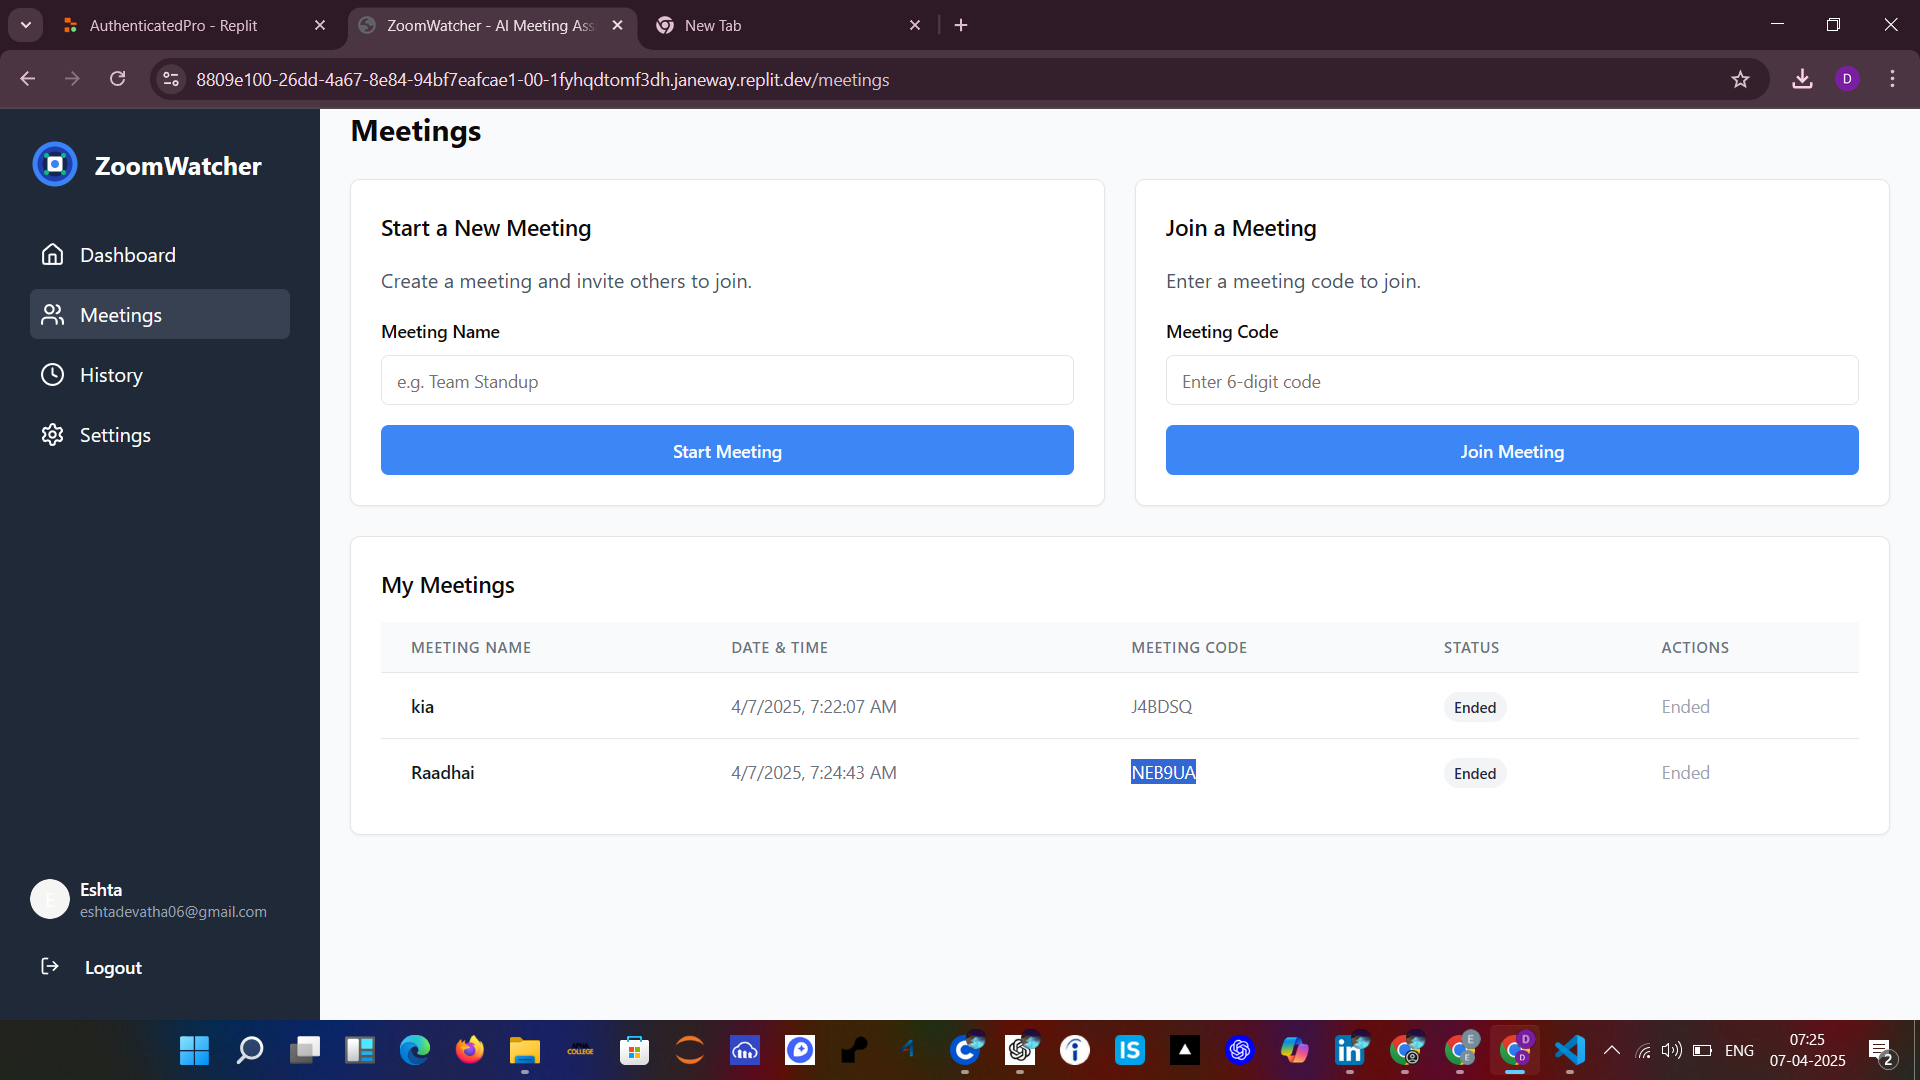 AuthenticatedPro - Replit
ZoomWatcher - AI Meeting Ass
New Tab
8809e100-26dd-4a67-8e84-94bf7eafcae1-00-1fyhqdtomf3dh.janeway.replit.dev/meetings
D
ZoomWatcher
Dashboard
Meetings
History
Settings
Meetings
Start a New Meeting
Create a meeting and invite others to join.
Meeting Name
e.g. Team Standup
Start Meeting
Join a Meeting
Enter a meeting code to join.
Meeting Code
Enter 6-digit code
Join Meeting
My Meetings
MEETING NAME DATE & TIME MEETING CODE STATUS ACTIONS
kia 4/7/2025, 7:22:07 AM J4BDSQ Ended Ended
Raadhai 4/7/2025, 7:24:43 AM NEB9UA Ended Ended
E
Eshta
eshtadevatha06@gmail.com
Logout
IS
in
E
E
D
D
ENG
07:25
07-04-2025
2